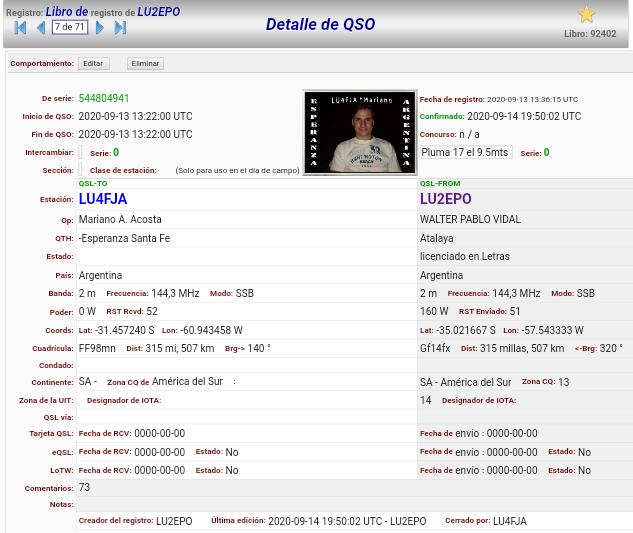 Registro: Libro de registro de LU2EPO
7 de 71
Detalle de QSO
Libro: 92402
Comportamiento: Editar Eliminar
De serie: 544804941
Fecha de registro: 2020-09-13 13:36:15 UTC
Inicio de QSO: 2020-09-13 13:22:00 UTC
Confirmado: 2020-09-14 19:50:02 UTC
Fin de QSO: 2020-09-13 13:22:00 UTC
Concurso: n / a
Intercambiar: Serie: 0
Pluma 17 el 9.5mts Serie: 0
Sección: Clase de estación: (Solo para uso en el día de campo)
LU4FJA * Mariano
ESPERANZA
ARGENTINA
QSL-TO QSL-FROM
Estación: LU4FJA LU2EPO
Op: Mariano A. Acosta WALTER PABLO VIDAL
QTH: -Esperanza Santa Fe Atalaya
Estado: licenciado en Letras
País: Argentina Argentina
Banda: 2 m Frecuencia: 144,3 MHz Modo: SSB 2 m Frecuencia: 144,3 MHz Modo: SSB
Poder: 0 W RST Rcvd: 52 160 W RST Enviado: 51
Coords: Lat: -31.457240 S Lon: -60.943458 W Lat: -35.021667 S Lon: -57.543333 W
Cuadrícula: FF98mn Dist: 315 mi, 507 km Brg-> 140 ° Gf14fx Dist: 315 millas, 507 km <-Brg: 320 °
Condado:
Continente: SA - Zona CQ de América del Sur : SA - América del Sur Zona CQ: 13
Zona de la UIT: Designador de IOTA: 14 Designador de IOTA:
QSL vía:
Tarjeta QSL: Fecha de RCV: 0000-00-00 Fecha de envío : 0000-00-00
eQSL: Fecha de RCV: 0000-00-00 Estado: No Fecha de envío : 0000-00-00 Estado: No
LoTW: Fecha de RCV: 0000-00-00 Estado: No Fecha de envío : 0000-00-00 Estado: No
Comentarios: 73
Notas:
Creador del registro: LU2EPO Última edición: 2020-09-14 19:50:02 UTC - LU2EPO Cerrado por: LU4FJA